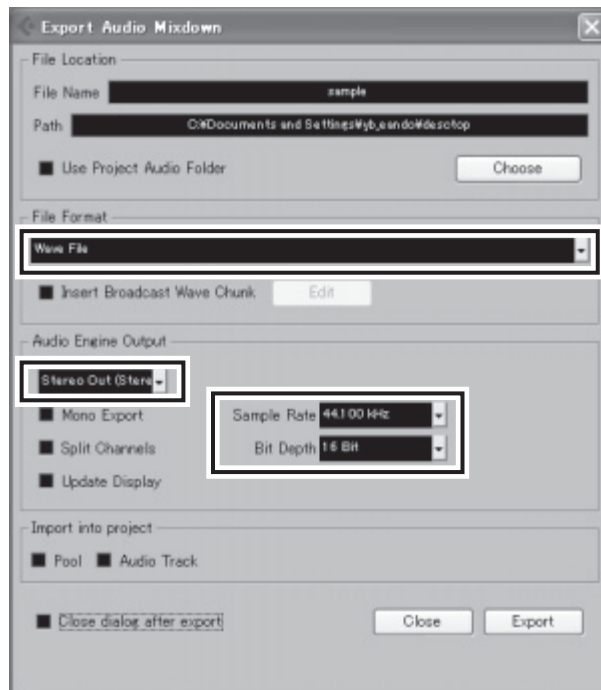 Export Audio Mixdown
File Location
File Name sample
Path C:¥Documents and Settings¥yb_eando¥desctop
Use Project Audio Folder Choose
File Format
Wave File
Insert Broadcast Wave Chunk Edit
Audio Engine Output
Stereo Out (Stere
Mono Export Sample Rate 44.100 kHz
Split Channels Bit Depth 16 Bit
Update Display
Import into project
Pool Audio Track
Close dialog after export Close Export